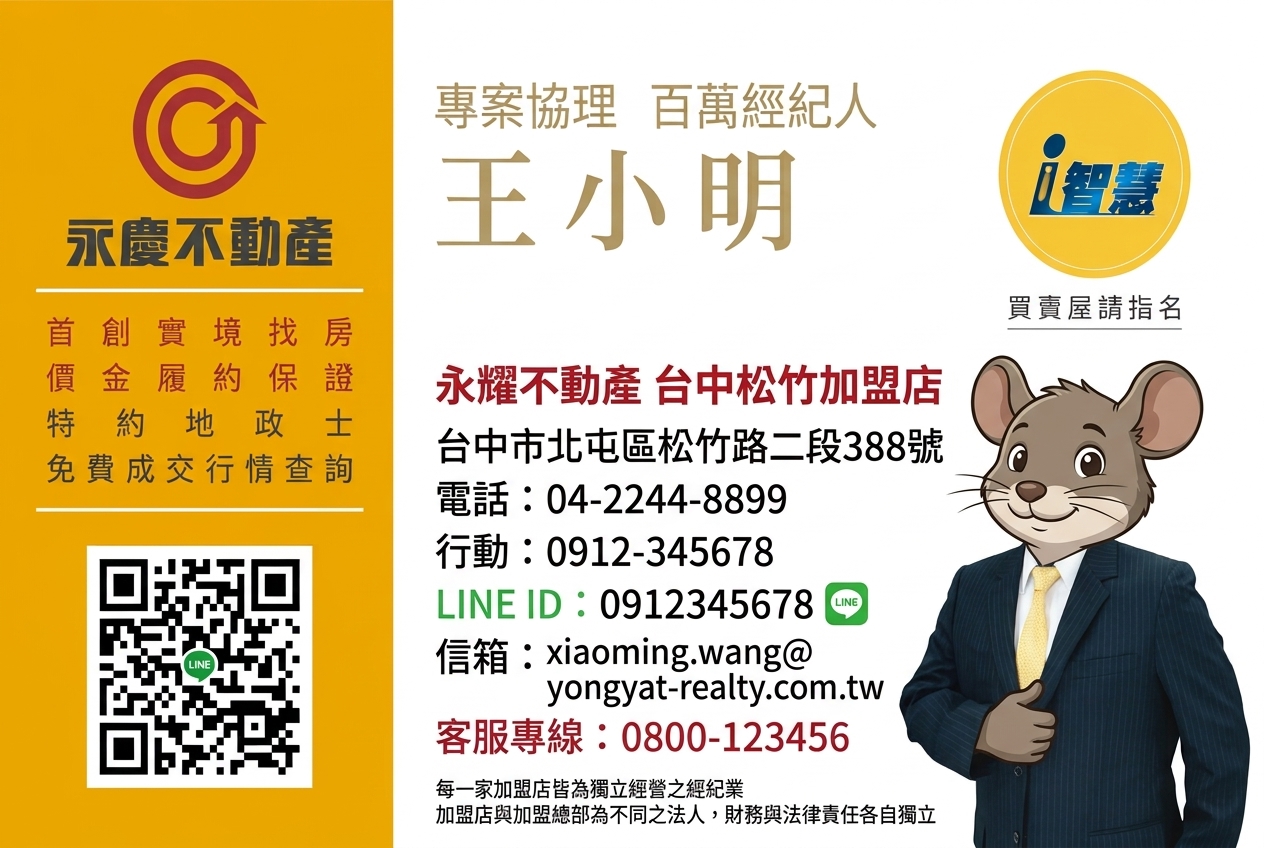 永慶不動產
首創實境找房
價金履約保證
特約地政士
免費成交行情查詢
LINE
專案協理 百萬經紀人
王小明
i智慧
買賣屋請指名
永耀不動產 台中松竹加盟店
台中市北屯區松竹路二段388號
電話：04-2244-8899
行動：0912-345678
LINE ID：0912345678 LINE
信箱：xiaoming.wang@
yongyat-realty.com.tw
客服專線：0800-123456
每一家加盟店皆為獨立經營之經紀業
加盟店與加盟總部為不同之法人，財務與法律責任各自獨立